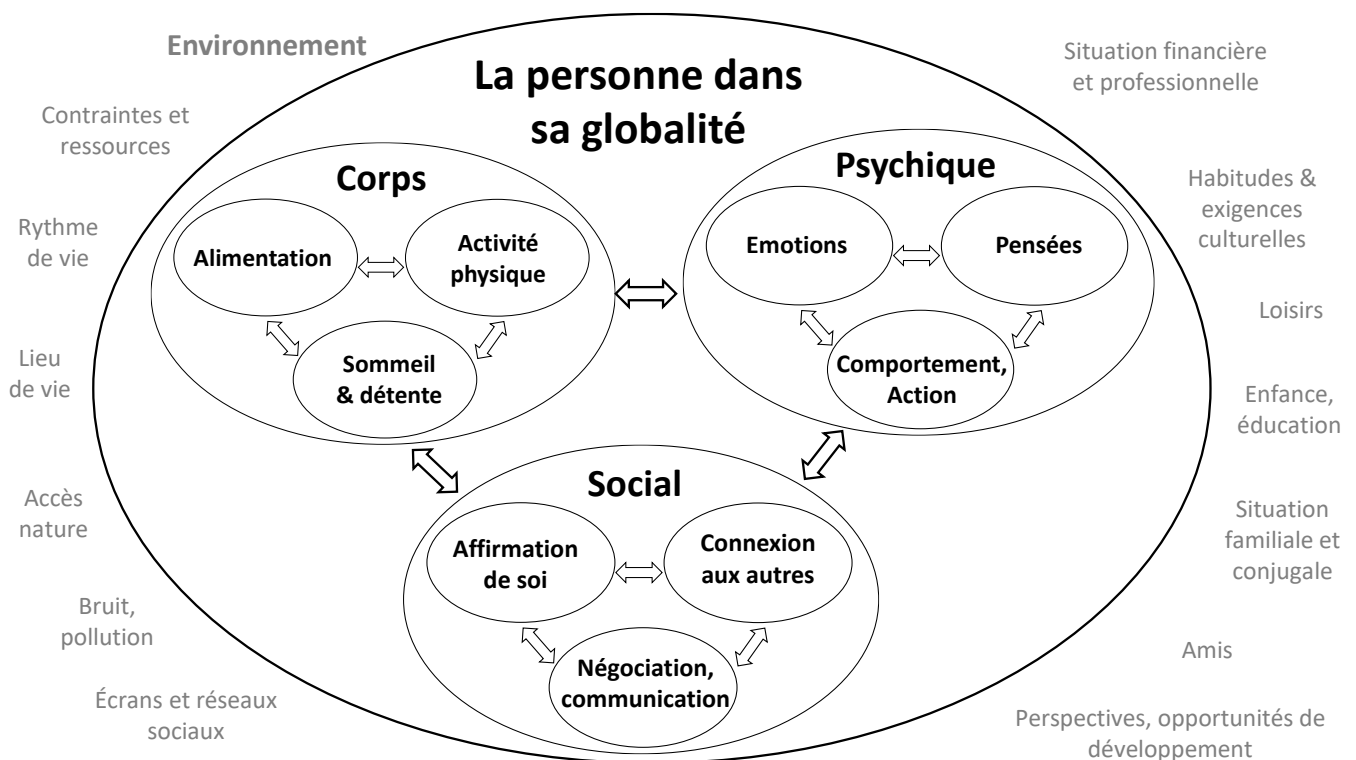 Environnement
La personne dans
sa globalité
Situation financière
et professionnelle
Contraintes et
ressources
Rythme
de vie
Lieu
de vie
Accès
nature
Bruit,
pollution
Écrans et réseaux
sociaux
Corps
Alimentation
Activité
physique
Sommeil
& détente
Psychique
Emotions
Pensées
Comportement,
Action
Social
Affirmation
de soi
Connexion
aux autres
Négociation,
communication
Habitudes &
exigences
culturelles
Loisirs
Enfance,
éducation
Situation
familiale et
conjugale
Amis
Perspectives, opportunités de
développement